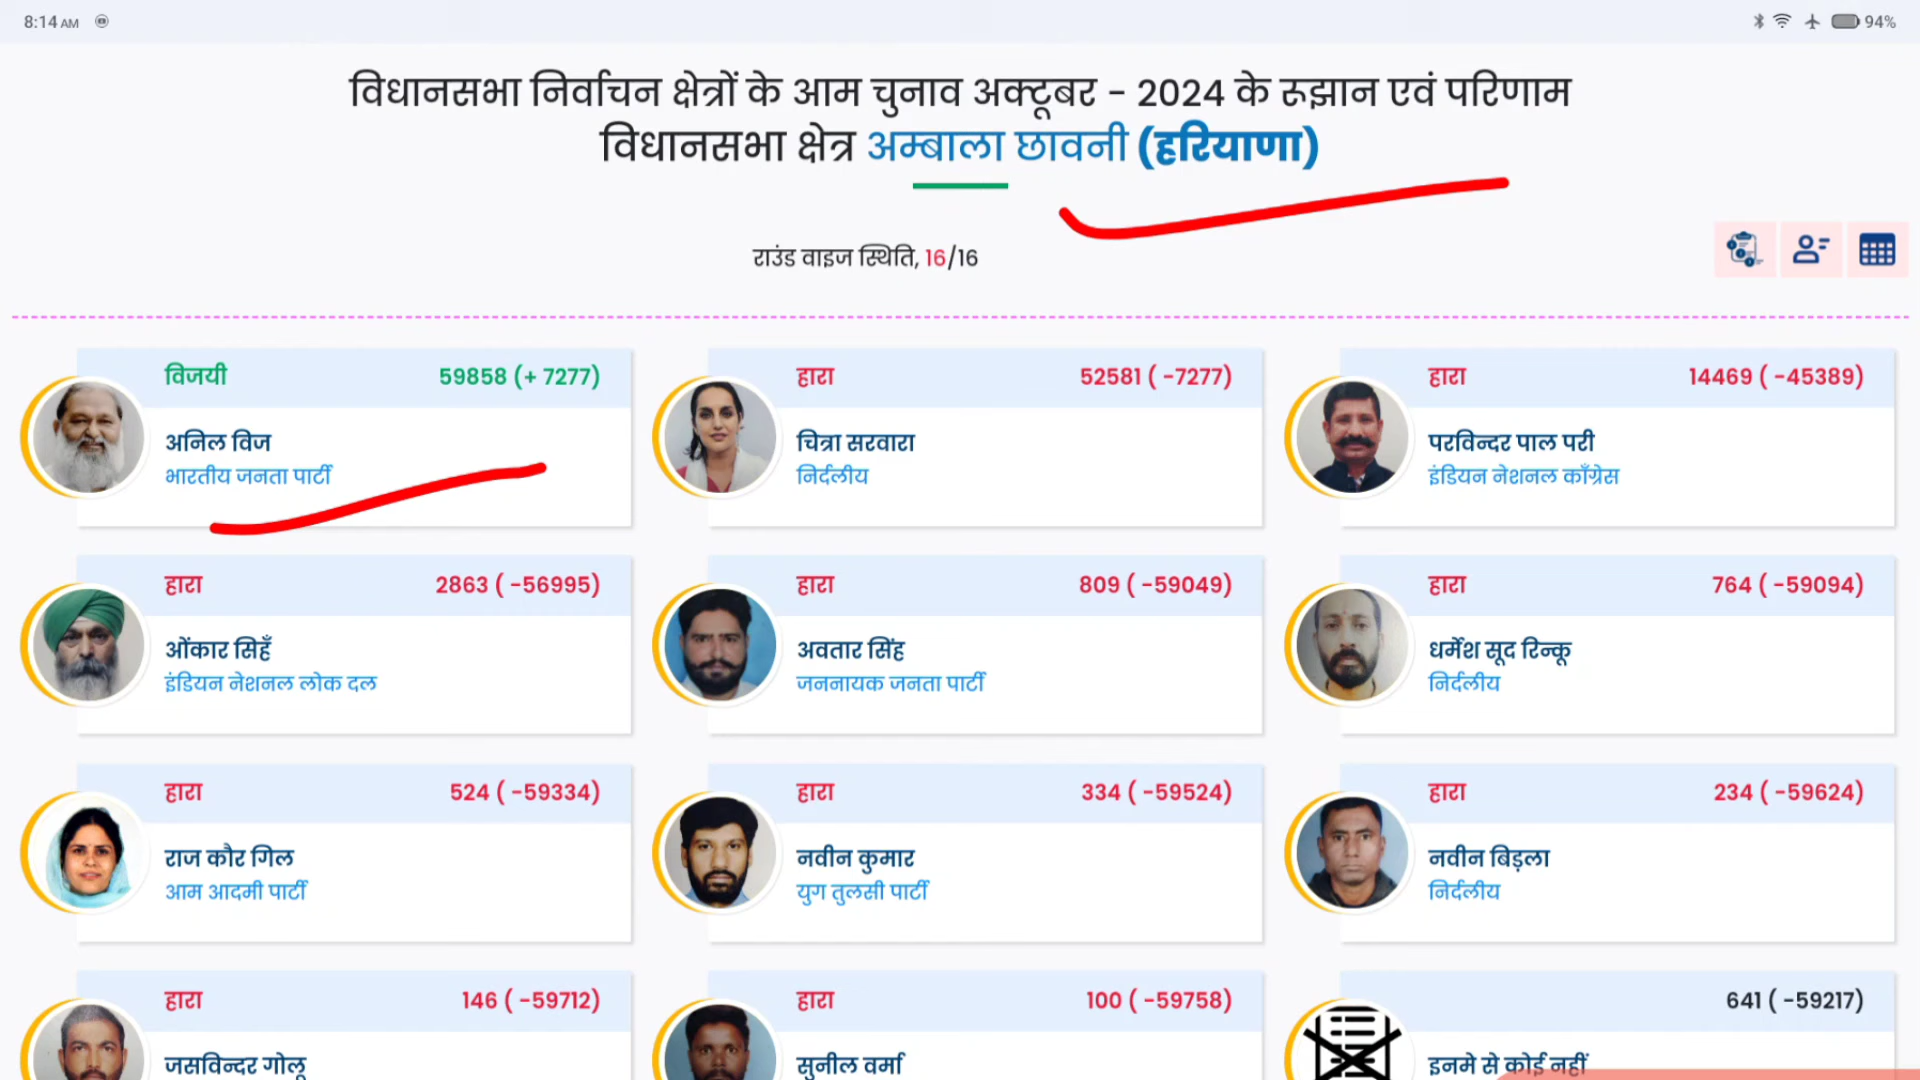 8:14 AM
94%
विधानसभा निर्वाचन क्षेत्रों के आम चुनाव अक्टूबर - 2024 के रूझान एवं परिणाम
विधानसभा क्षेत्र अम्बाला छावनी (हरियाणा)
राउंड वाइज स्थिति, 16/16
विजयी 59858 (+ 7277)
अनिल विज
भारतीय जनता पार्टी
हारा 52581 ( -7277)
चित्रा सरवारा
निर्दलीय
हारा 14469 ( -45389)
परविन्दर पाल परी
इंडियन नेशनल काँग्रेस
हारा 2863 ( -56995)
ओंकार सिहँ
इंडियन नेशनल लोक दल
हारा 809 ( -59049)
अवतार सिंह
जननायक जनता पार्टी
हारा 764 ( -59094)
धर्मेश सूद रिन्कू
निर्दलीय
हारा 524 ( -59334)
राज कौर गिल
आम आदमी पार्टी
हारा 334 ( -59524)
नवीन कुमार
युग तुलसी पार्टी
हारा 234 ( -59624)
नवीन बिड़ला
निर्दलीय
हारा 146 ( -59712)
जसविन्दर गोलू
हारा 100 ( -59758)
सुनील वर्मा
641 ( -59217)
इनमे से कोई नहीं